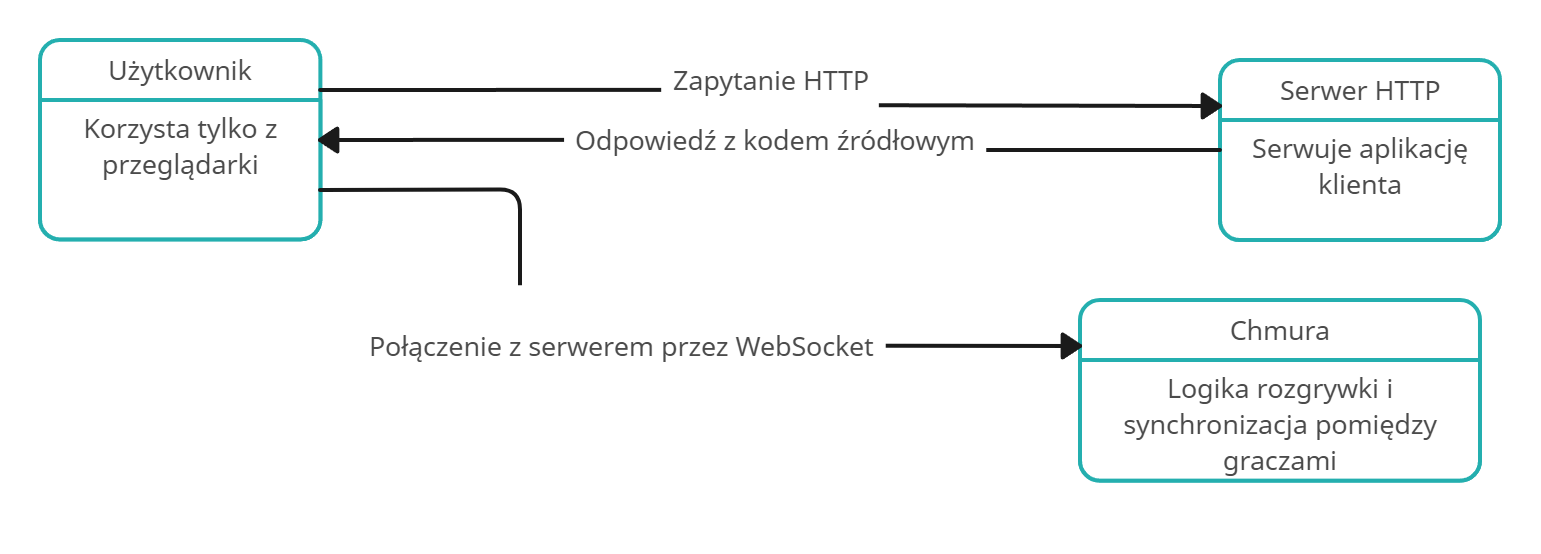 Użytkownik
Korzysta tylko z
przeglądarki
Zapytanie HTTP
Odpowiedź z kodem źródłowym
Serwer HTTP
Serwuje aplikację
klienta
Połączenie z serwerem przez WebSocket
Chmura
Logika rozgrywki i
synchronizacja pomiędzy
graczami